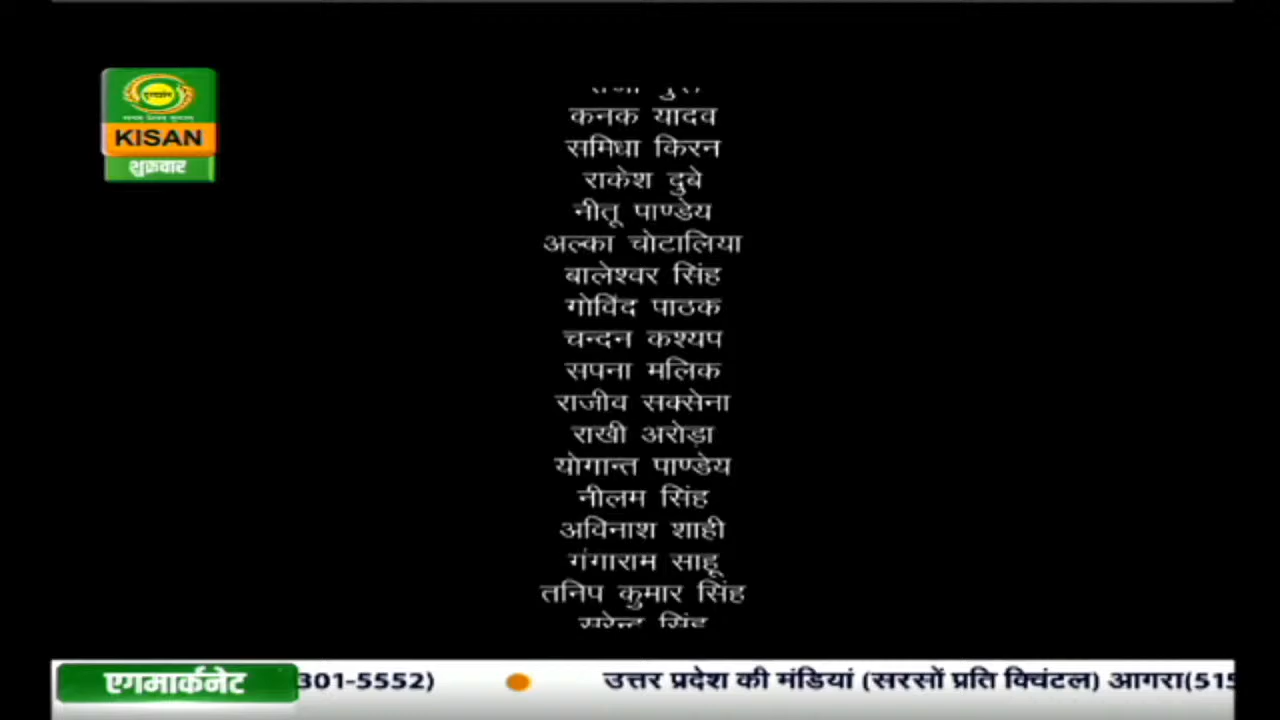 KISAN
शुक्रवार
कनक यादव
समिधा किरन
राकेश दुबे
नीतू पाण्डेय
अल्का चोटालिया
बालेश्वर सिंह
गोविंद पाठक
चन्दन कश्यप
सपना मलिक
राजीव सक्सेना
राखी अरोड़ा
योगान्त पाण्डेय
नीलम सिंह
अविनाश शाही
गंगाराम साहू
तनिप कुमार सिंह
सुरेन्द्र सिंह
एगमार्कनेट 301-5552) उत्तर प्रदेश की मंडियां (सरसों प्रति क्विंटल) आगरा(515